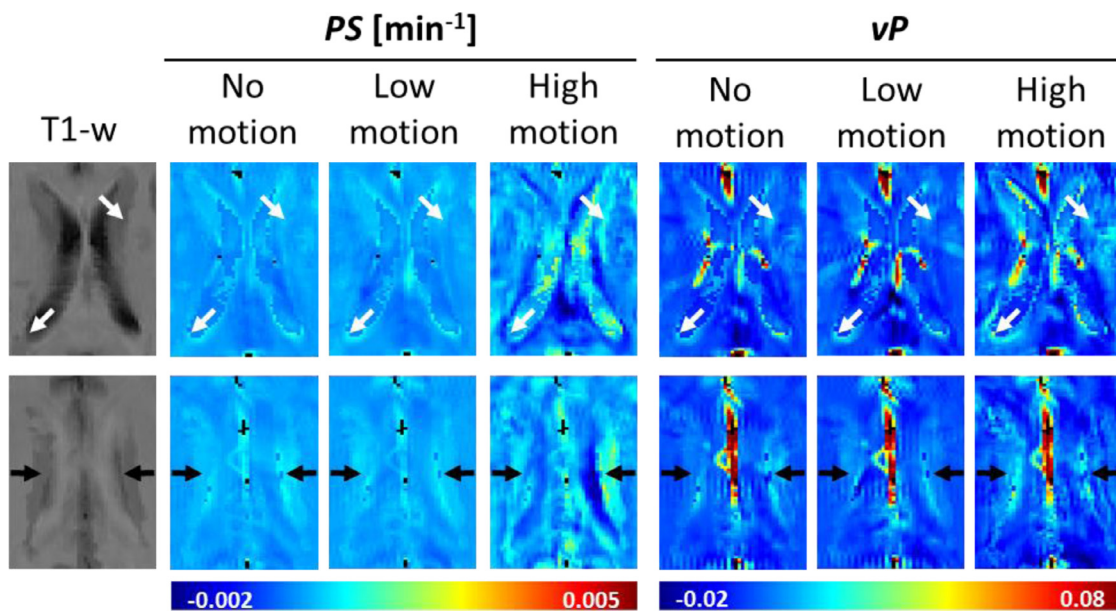 PS [min⁻¹] vP
No Low High No Low High
T1-w motion motion motion motion motion motion
-0.002 0.005 -0.02 0.08